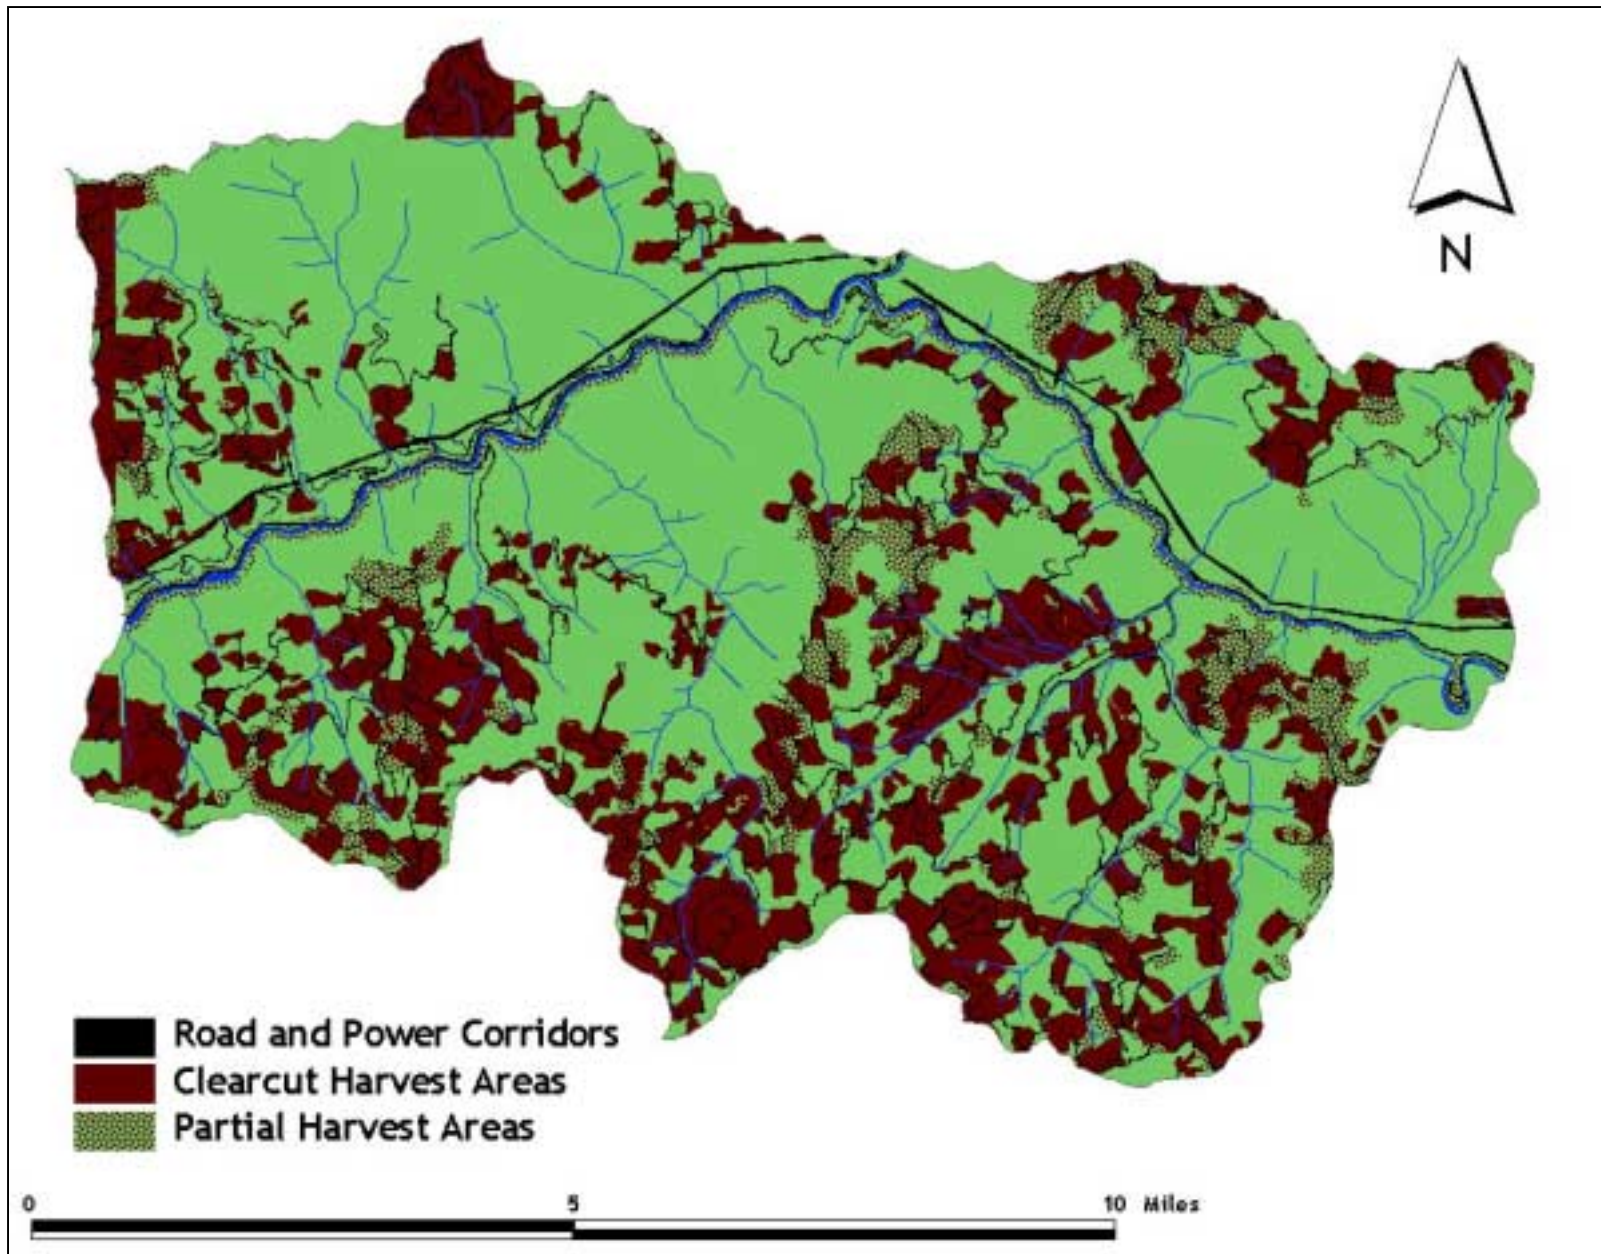 N
Road and Power Corridors
Clearcut Harvest Areas
Partial Harvest Areas
0 5 10 Miles